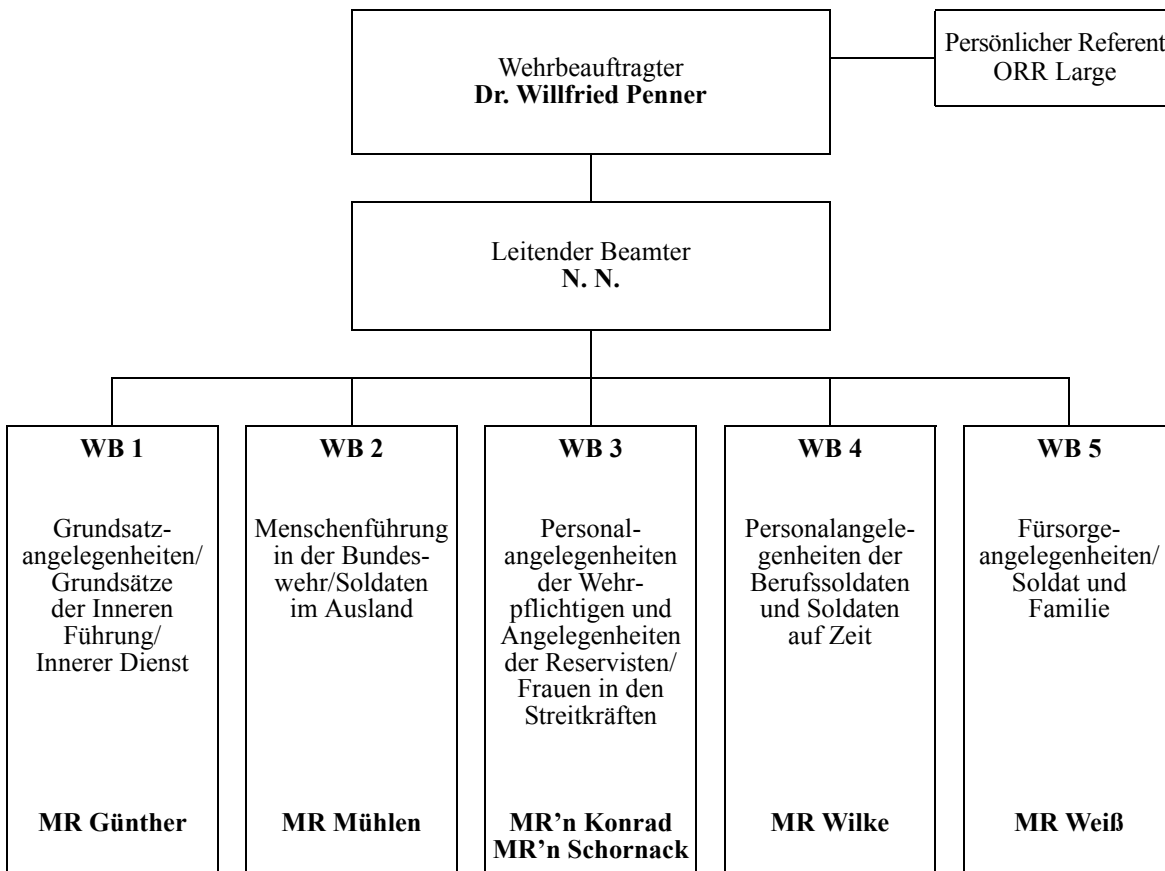 Wehrbeauftragter
Dr. Willfried Penner
Persönlicher Referent
ORR Large
Leitender Beamter
N. N.
WB 1
Grundsatz-
angelegenheiten/
Grundsätze
der Inneren
Führung/
Innerer Dienst
MR Günther
WB 2
Menschenführung
in der Bundes-
wehr/Soldaten
im Ausland
MR Mühlen
WB 3
Personal-
angelegenheiten
der Wehr-
pflichtigen und
Angelegenheiten
der Reservisten/
Frauen in den
Streitkräften
MR’n Konrad
MR’n Schornack
WB 4
Personalangele-
genheiten der
Berufssoldaten
und Soldaten
auf Zeit
MR Wilke
WB 5
Fürsorge-
angelegenheiten/
Soldat und
Familie
MR Weiß